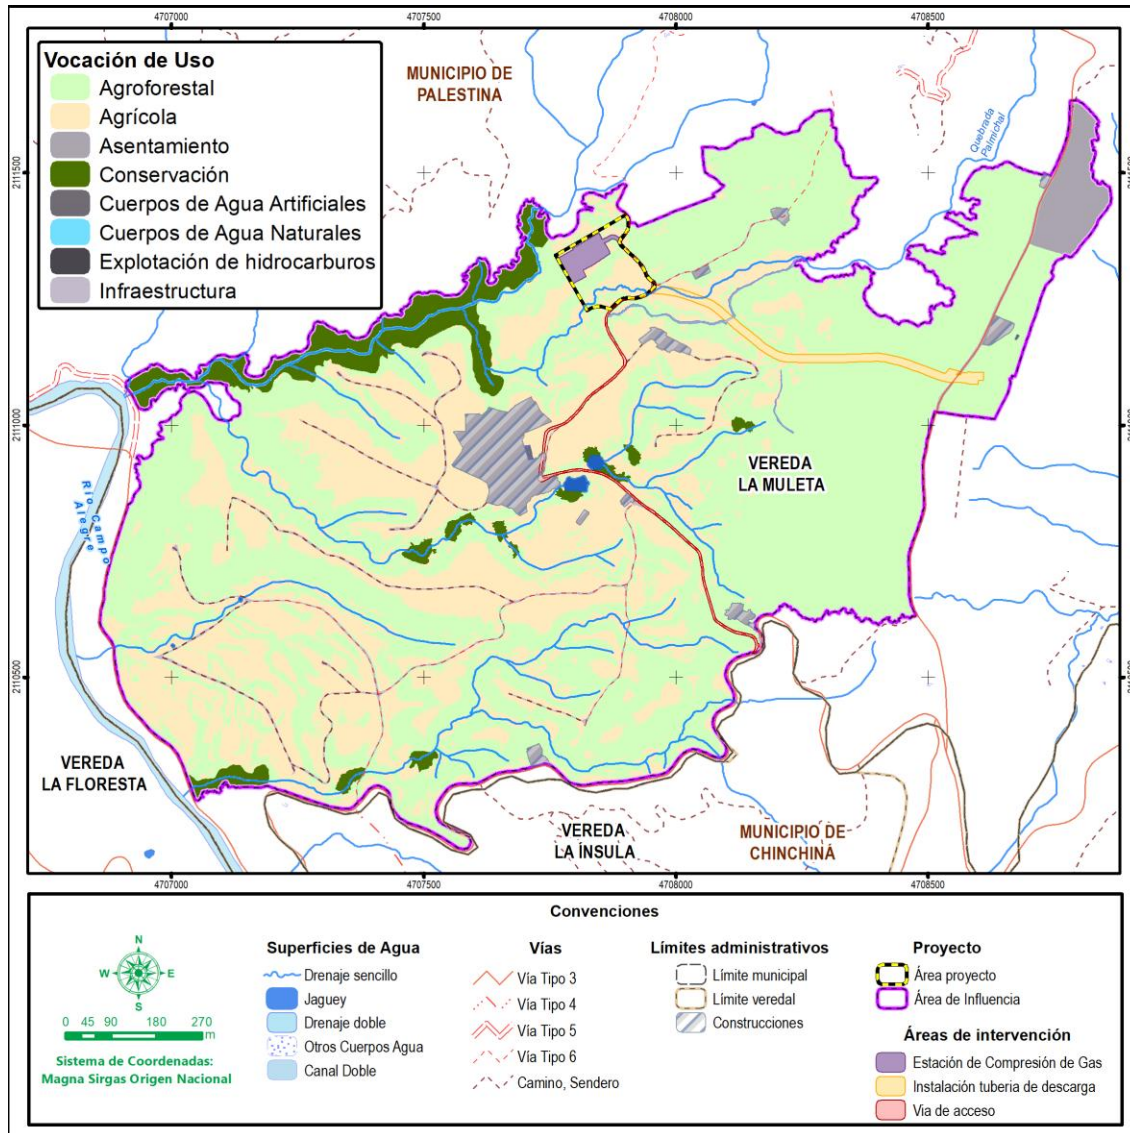 4707000
4707500
4708000
4708500
Vocación de Uso
Agroforestal
Agrícola
Asentamiento
Conservación
Cuerpos de Agua Artificiales
Cuerpos de Agua Naturales
Explotación de hidrocarburos
Infraestructura
MUNICIPIO DE
PALESTINA
Quebrada
Palmichal
2111500
2111000
2110500
VEREDA
LA MULETA
Río Campo
Alegre
VEREDA
LA FLORESTA
VEREDA
LA ÍNSULA
MUNICIPIO DE
CHINCHINÁ
4707000
4707500
4708000
4708500
Convenciones
N
W
E
S
0 45 90 180 270
m
Sistema de Coordenadas:
Magna Sirgas Origen Nacional
Superficies de Agua
Drenaje sencillo
Jaguey
Drenaje doble
Otros Cuerpos Agua
Canal Doble
Vías
Vía Tipo 3
Vía Tipo 4
Vía Tipo 5
Vía Tipo 6
Camino, Sendero
Límites administrativos
Límite municipal
Límite veredal
Construcciones
Proyecto
Área proyecto
Área de Influencia
Áreas de intervención
Estación de Compresión de Gas
Instalación tuberia de descarga
Via de acceso